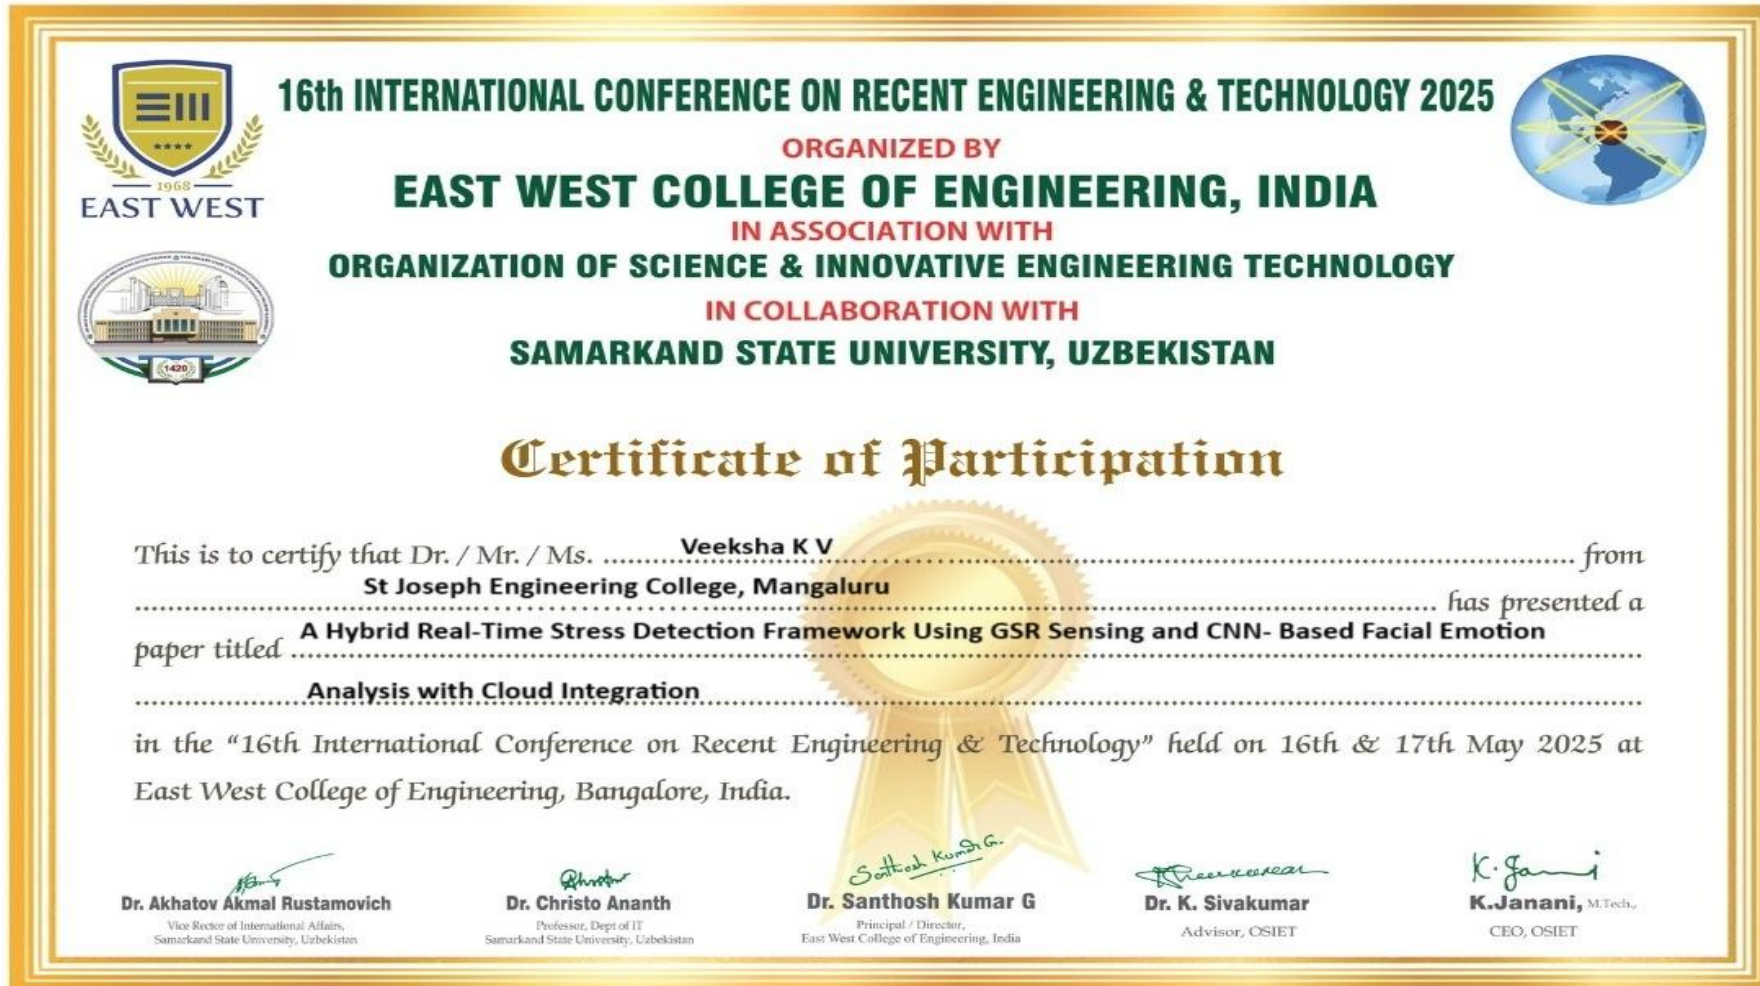 16th INTERNATIONAL CONFERENCE ON RECENT ENGINEERING & TECHNOLOGY 2025
ORGANIZED BY
EAST WEST COLLEGE OF ENGINEERING, INDIA
IN ASSOCIATION WITH
ORGANIZATION OF SCIENCE & INNOVATIVE ENGINEERING TECHNOLOGY
IN COLLABORATION WITH
SAMARKAND STATE UNIVERSITY, UZBEKISTAN
1968
EAST WEST
1420
Certificate of Participation
This is to certify that Dr. / Mr. / Ms. Veeksha K V from
St Joseph Engineering College, Mangaluru has presented a
paper titled A Hybrid Real-Time Stress Detection Framework Using GSR Sensing and CNN- Based Facial Emotion
Analysis with Cloud Integration
in the “16th International Conference on Recent Engineering & Technology” held on 16th & 17th May 2025 at
East West College of Engineering, Bangalore, India.
Santhosh Kumar G.
K. Jani
Dr. Akhatov Akmal Rustamovich
Vice Rector of International Affairs,
Samarkand State University, Uzbekistan
Dr. Christo Ananth
Professor, Dept of IT
Samarkand State University, Uzbekistan
Dr. Santhosh Kumar G
Principal / Director,
East West College of Engineering, India
Dr. K. Sivakumar
Advisor, OSIET
K.Janani, M.Tech.,
CEO, OSIET